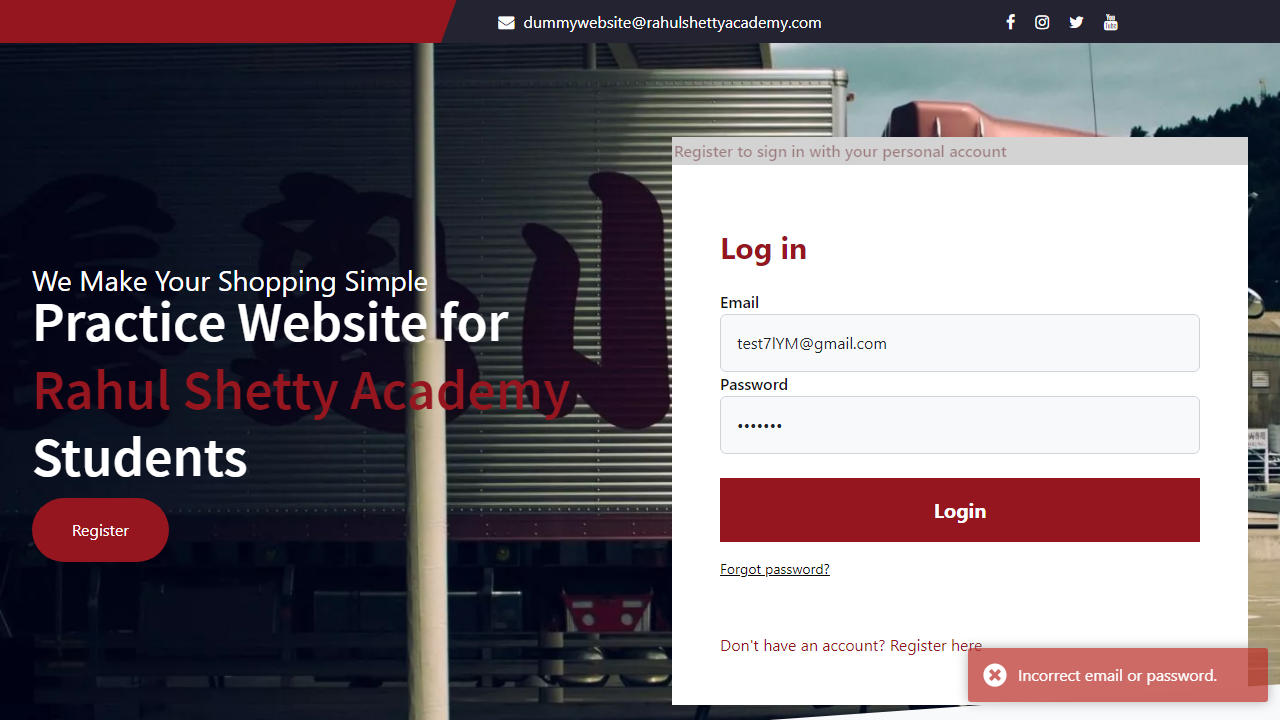 dummywebsite@rahulshettyacademy.com
Register to sign in with your personal account
We Make Your Shopping Simple
Practice Website for
Rahul Shetty Academy
Students
Register
Log in
Email
test7lYM@gmail.com
Password
•••••••
Login
Forgot password?
Don't have an account? Register here
Incorrect email or password.